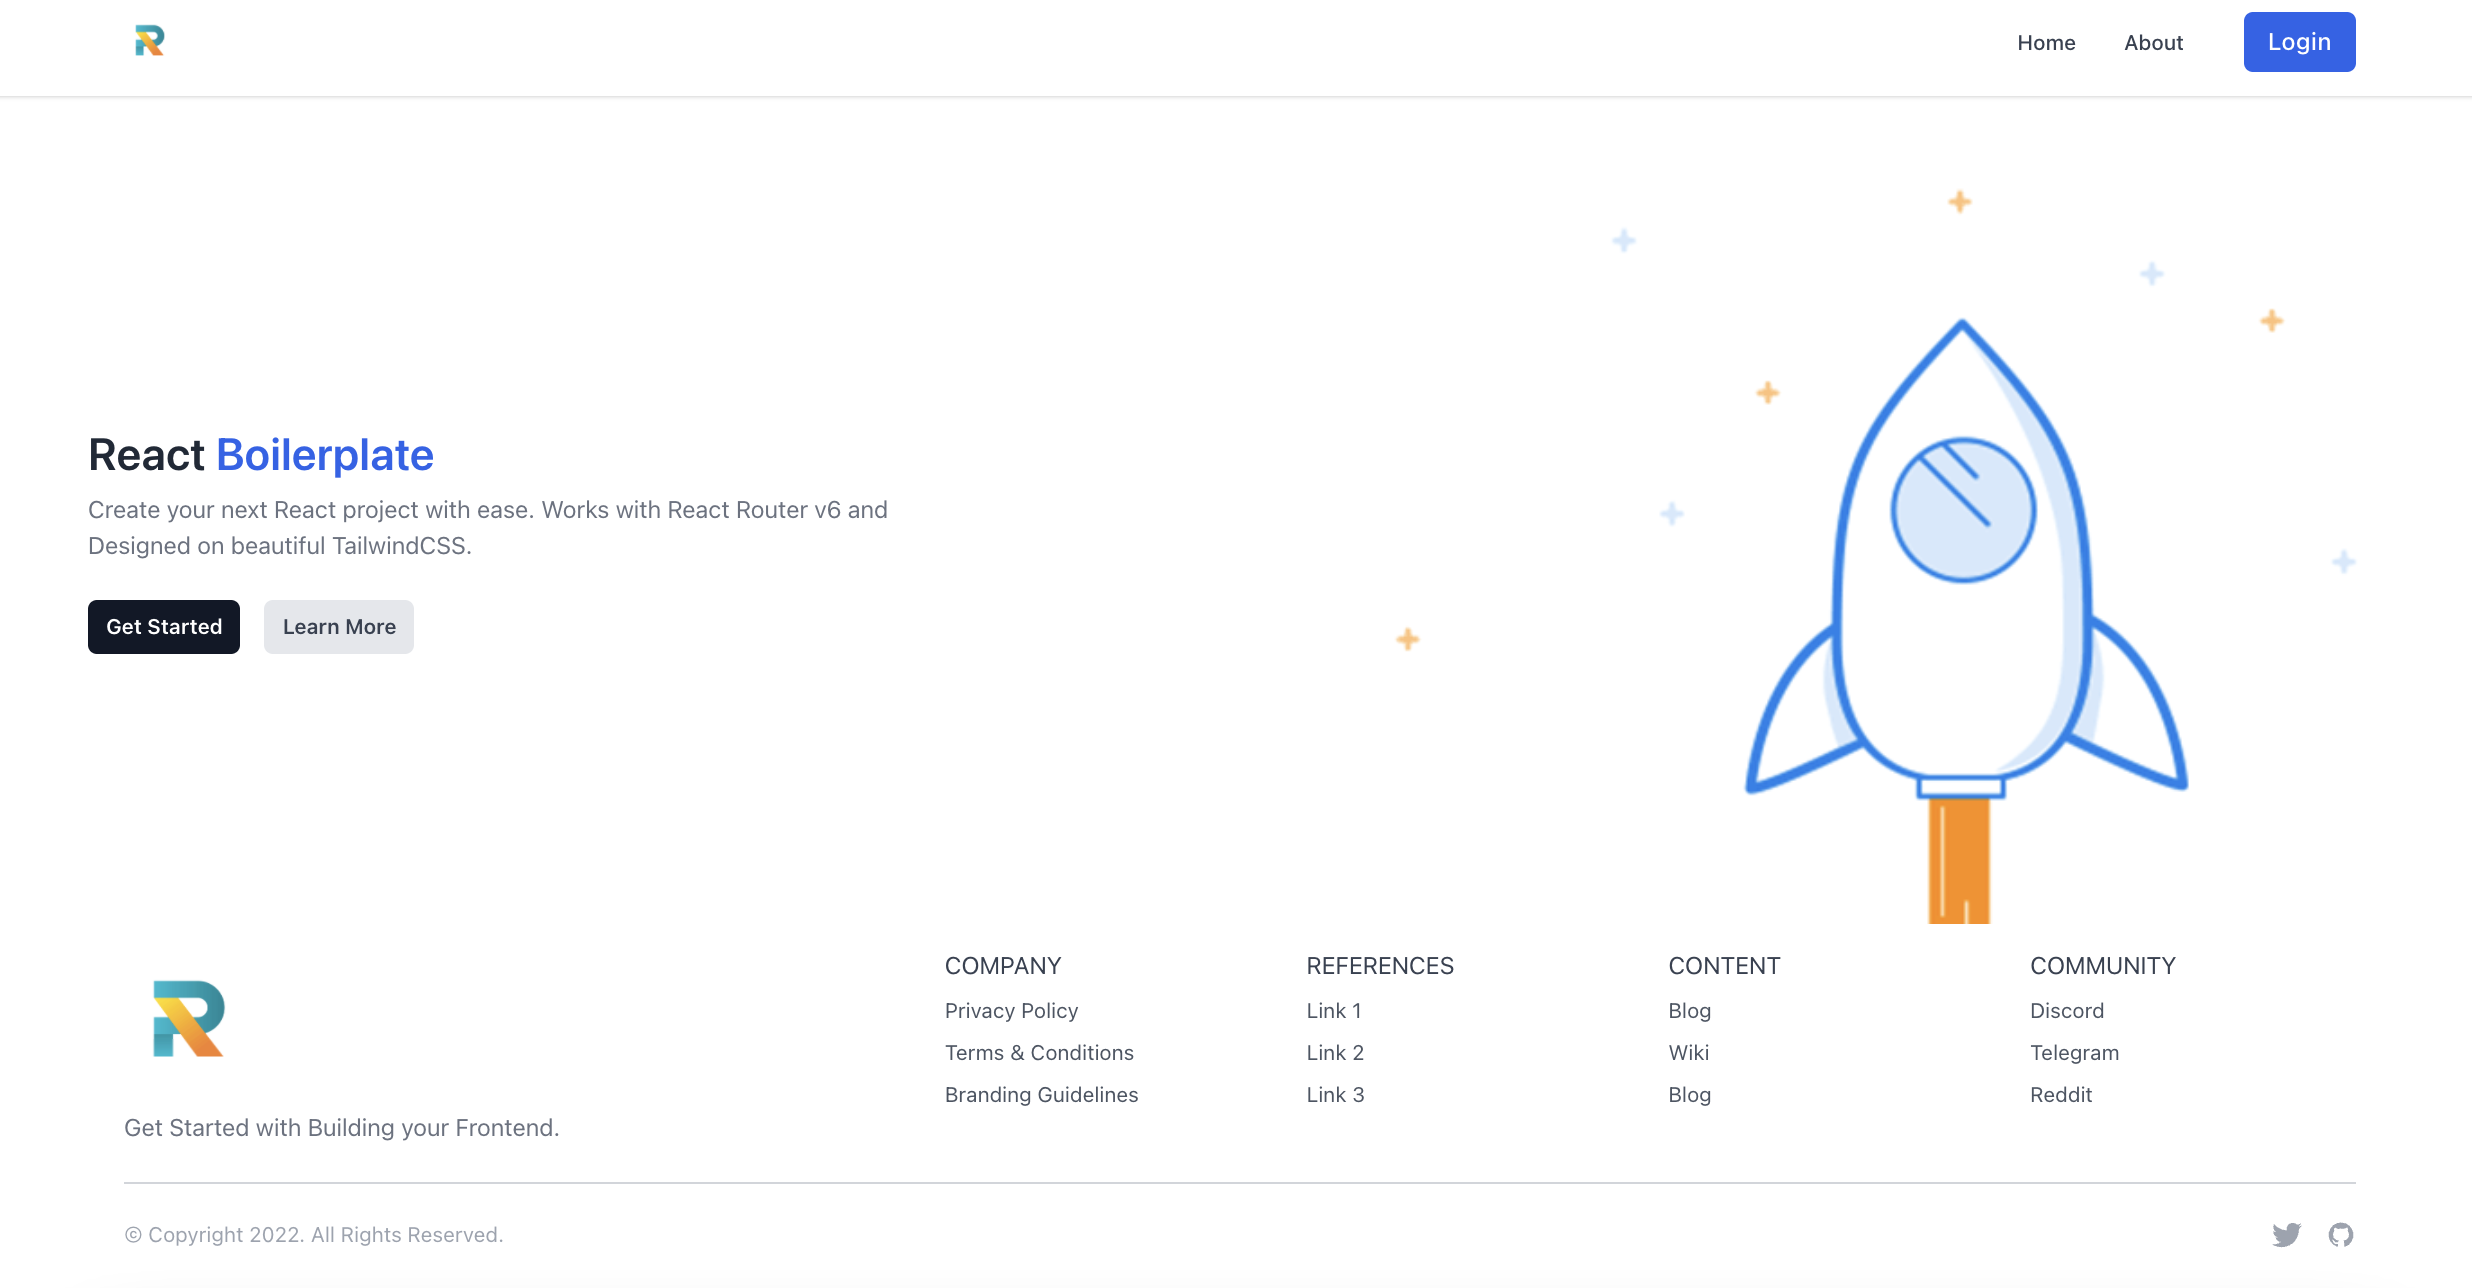 Home About Login
React Boilerplate
Create your next React project with ease. Works with React Router v6 and
Designed on beautiful TailwindCSS.
Get Started Learn More
COMPANY
Privacy Policy
Terms & Conditions
Branding Guidelines
REFERENCES
Link 1
Link 2
Link 3
CONTENT
Blog
Wiki
Blog
COMMUNITY
Discord
Telegram
Reddit
Get Started with Building your Frontend.
© Copyright 2022. All Rights Reserved.